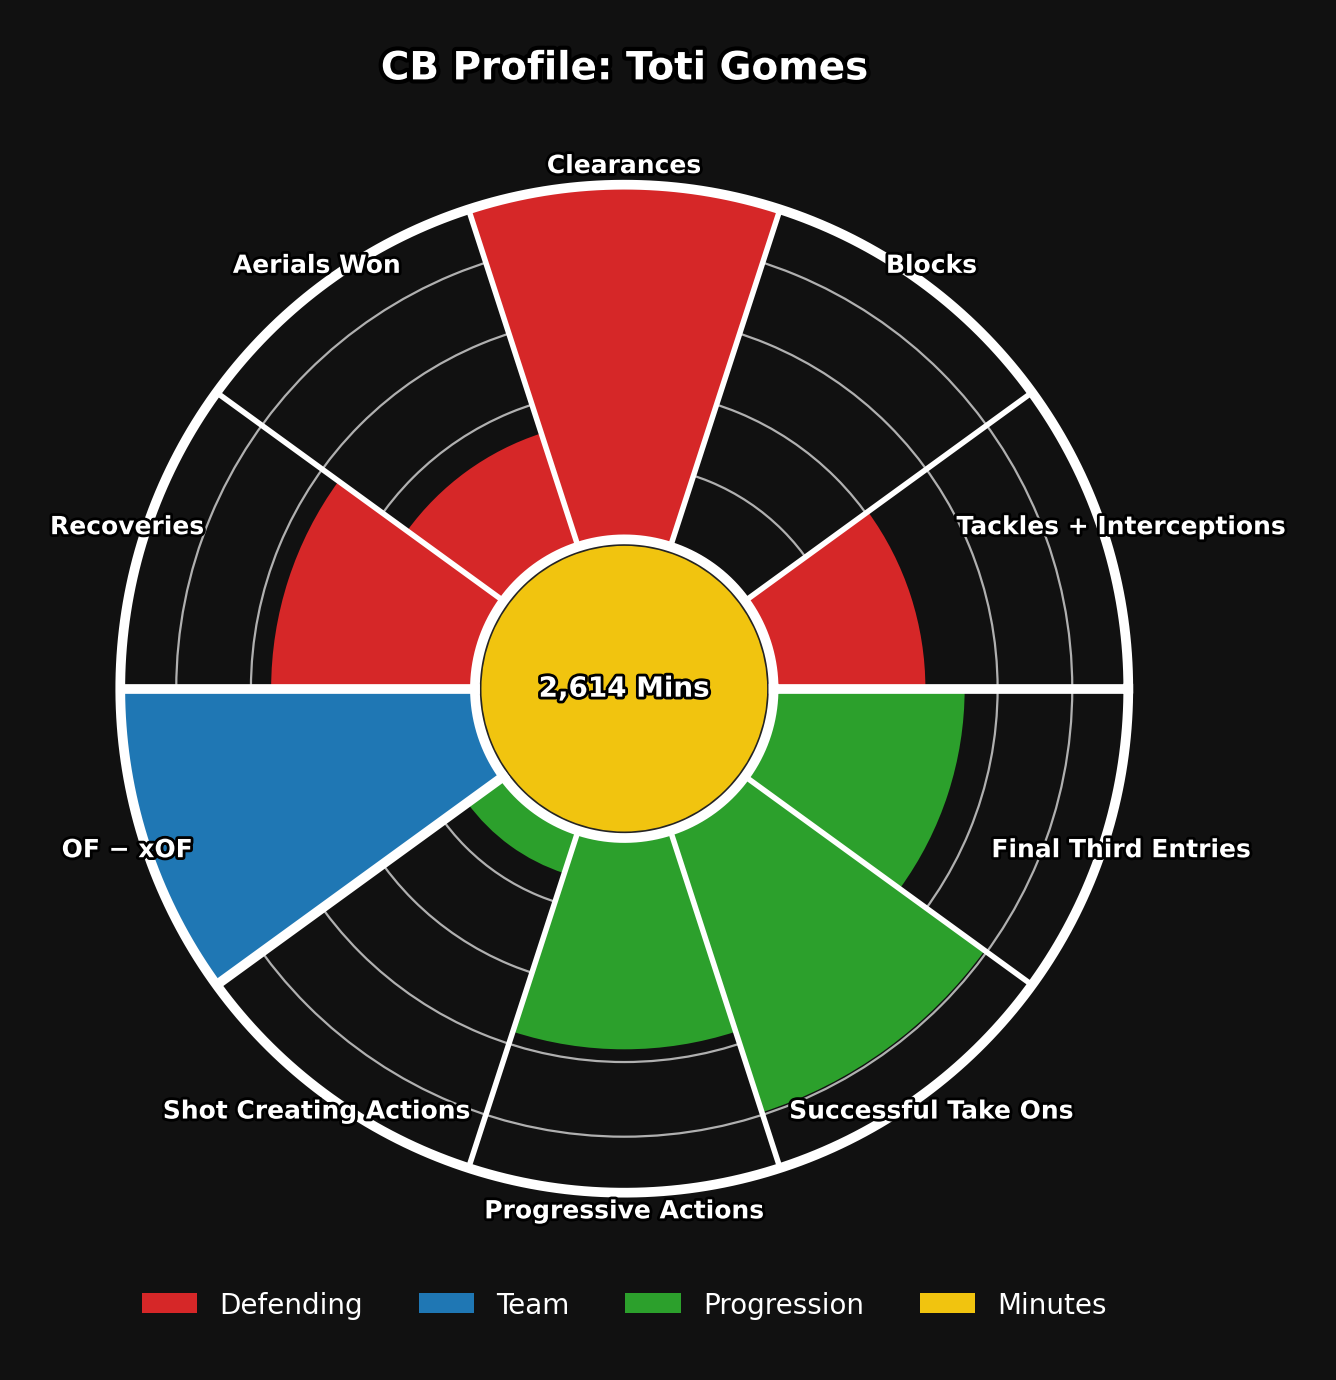 CB Profile: Toti Gomes
Clearances
Aerials Won
Blocks
Recoveries
Tackles + Interceptions
2,614 Mins
OF − xOF
Final Third Entries
Shot Creating Actions
Successful Take Ons
Progressive Actions
Defending
Team
Progression
Minutes